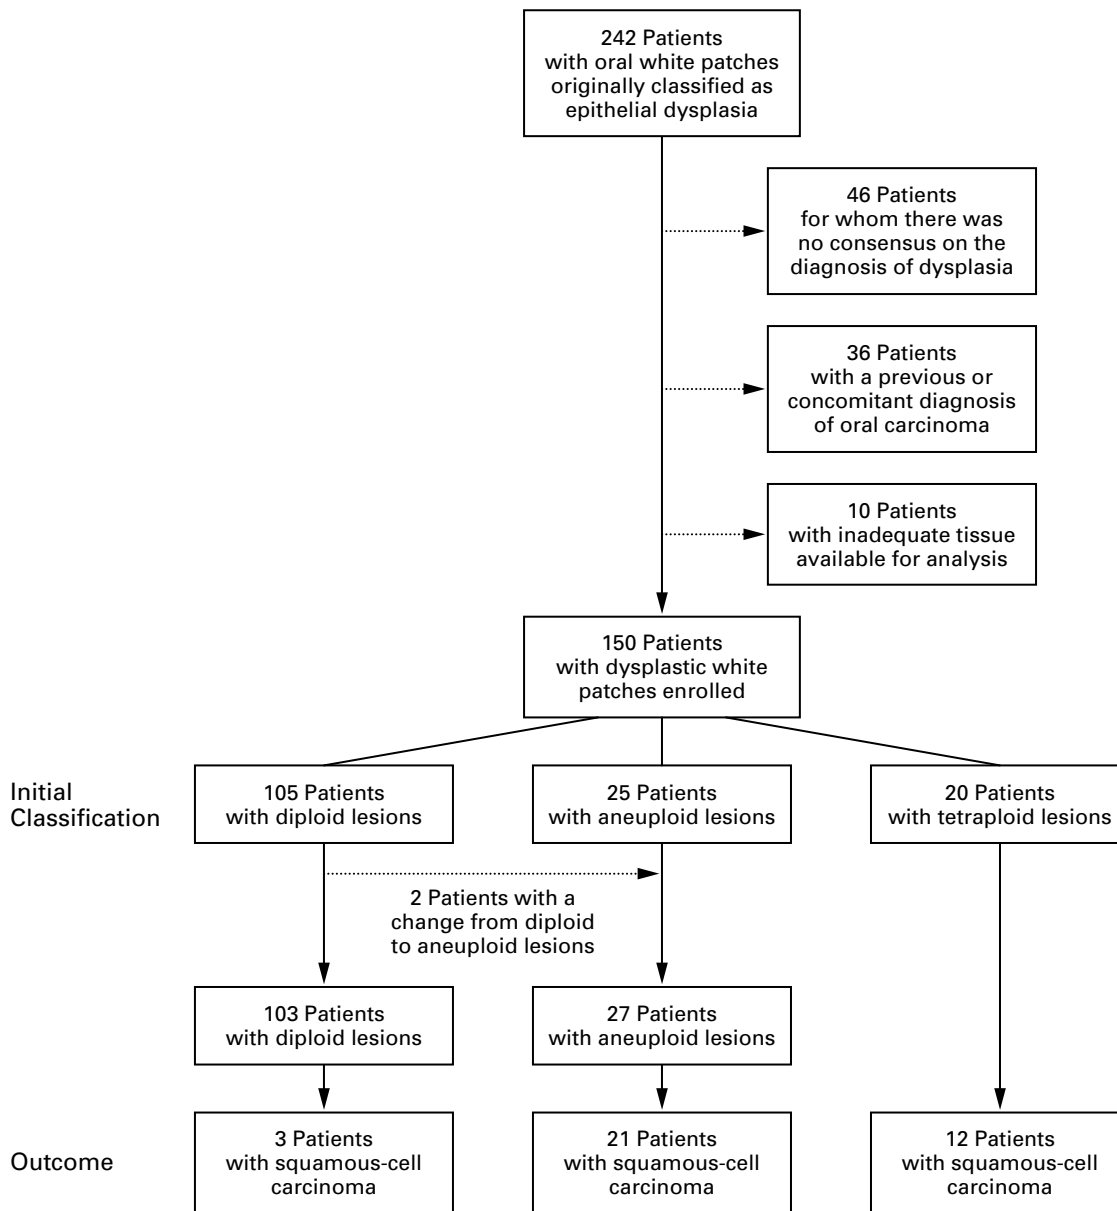 242 Patients
with oral white patches
originally classified as
epithelial dysplasia
46 Patients
for whom there was
no consensus on the
diagnosis of dysplasia
36 Patients
with a previous or
concomitant diagnosis
of oral carcinoma
10 Patients
with inadequate tissue
available for analysis
150 Patients
with dysplastic white
patches enrolled
Initial
Classification
105 Patients
with diploid lesions
25 Patients
with aneuploid lesions
20 Patients
with tetraploid lesions
2 Patients with a
change from diploid
to aneuploid lesions
103 Patients
with diploid lesions
27 Patients
with aneuploid lesions
Outcome
3 Patients
with squamous-cell
carcinoma
21 Patients
with squamous-cell
carcinoma
12 Patients
with squamous-cell
carcinoma